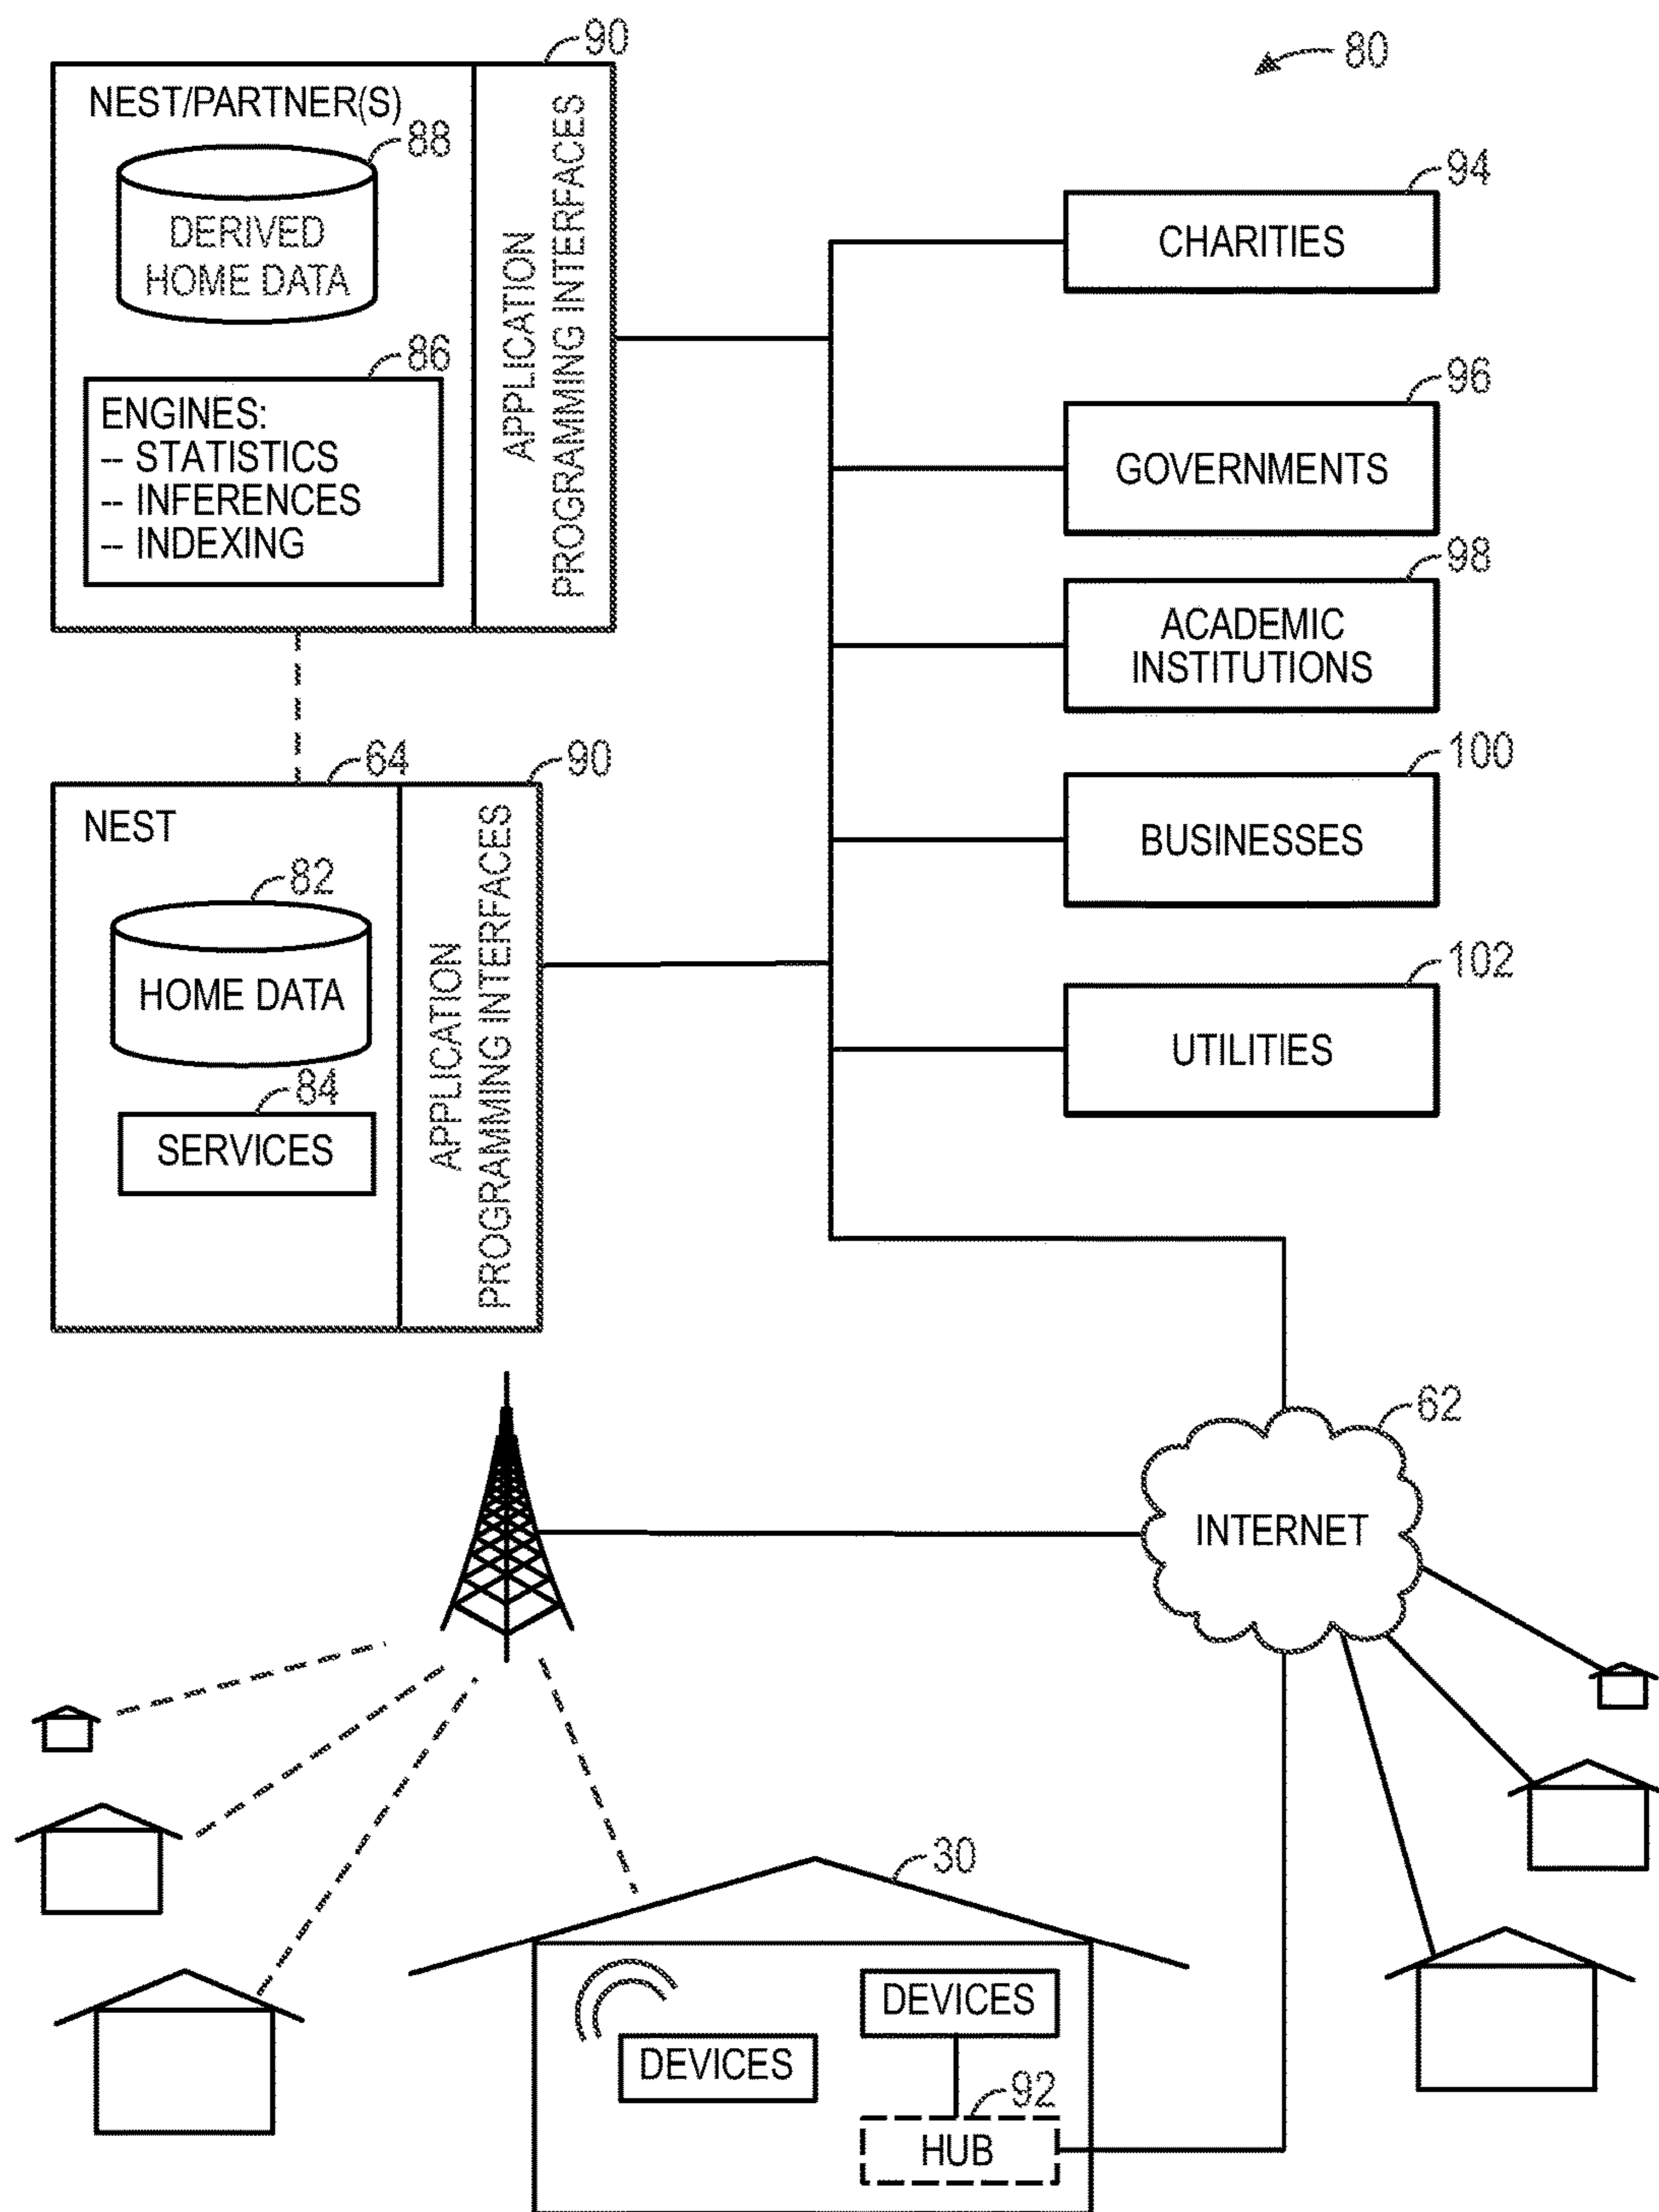 90
80
NEST/PARTNER(S)
88
DERIVED
HOME DATA
86
ENGINES:
-- STATISTICS
-- INFERENCES
-- INDEXING
APPLICATION
PROGRAMMING INTERFACES
94
CHARITIES
96
GOVERNMENTS
98
ACADEMIC
INSTITUTIONS
100
BUSINESSES
102
UTILITIES
64
90
NEST
82
HOME DATA
84
SERVICES
APPLICATION
PROGRAMMING INTERFACES
62
INTERNET
30
DEVICES
DEVICES
92
HUB